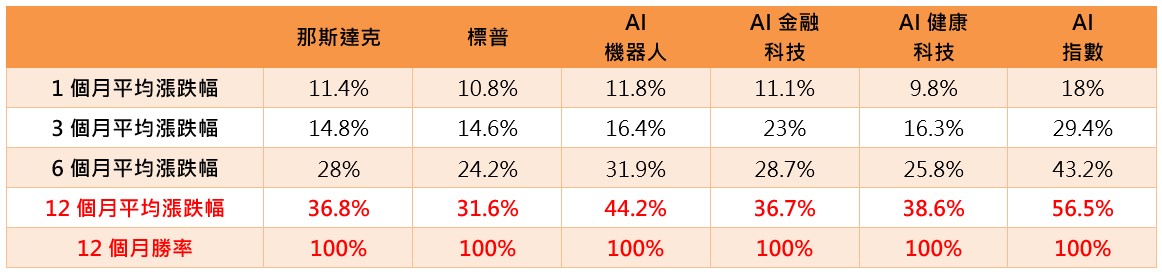 那斯達克 標普 AI 機器人 AI 金融科技 AI 健康科技 AI 指數
1 個月平均漲跌幅 11.4% 10.8% 11.8% 11.1% 9.8% 18%
3 個月平均漲跌幅 14.8% 14.6% 16.4% 23% 16.3% 29.4%
6 個月平均漲跌幅 28% 24.2% 31.9% 28.7% 25.8% 43.2%
12 個月平均漲跌幅 36.8% 31.6% 44.2% 36.7% 38.6% 56.5%
12 個月勝率 100% 100% 100% 100% 100% 100%